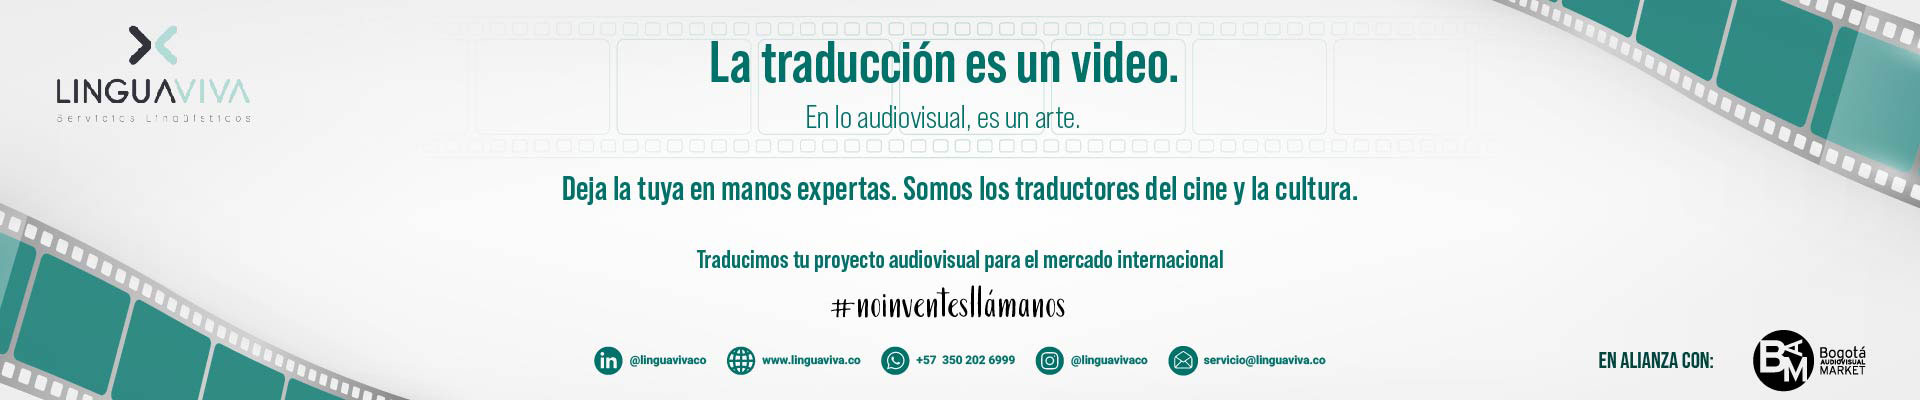 LINGUAVIVA
Servicios Lingüísticos
La traducción es un video.
En lo audiovisual, es un arte.
Deja la tuya en manos expertas. Somos los traductores del cine y la cultura.
Traducimos tu proyecto audiovisual para el mercado internacional
#noinventesllámanos
@linguavivaco www.linguaviva.co +57 350 202 6999 @linguavivaco servicio@linguaviva.co
EN ALIANZA CON:
BAM
Bogotá
AUDIOVISUAL
MARKET